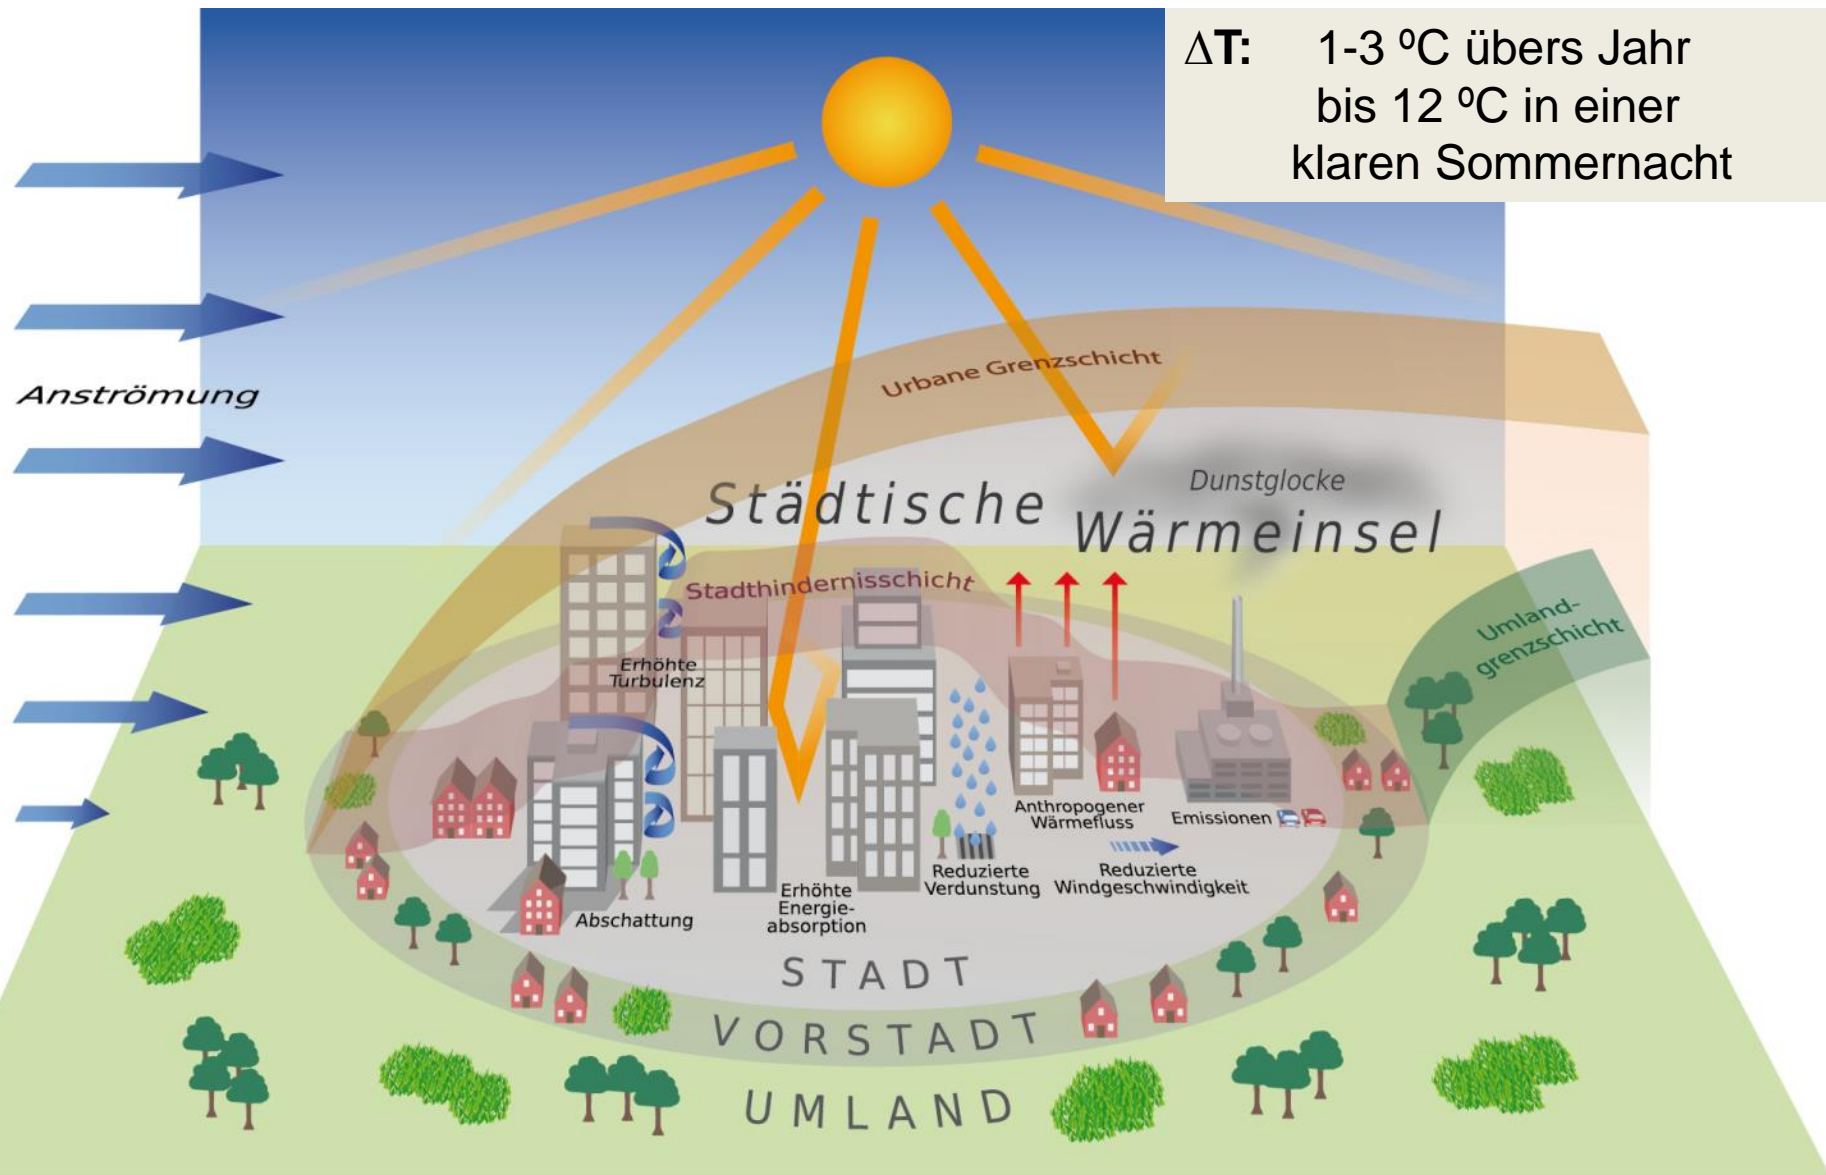 ΔT: 1-3 ºC übers Jahr
bis 12 ºC in einer
klaren Sommernacht
Anströmung
Urbane Grenzschicht
Dunstglocke
Städtische
Wärmeinsel
Stadthindernisschicht
Umland-
grenzschicht
Erhöhte
Turbulenz
Anthropogener
Wärmefluss
Emissionen
Reduzierte
Verdunstung
Reduzierte
Windgeschwindigkeit
Abschattung
Erhöhte
Energie-
absorption
STADT
VORSTADT
UMLAND